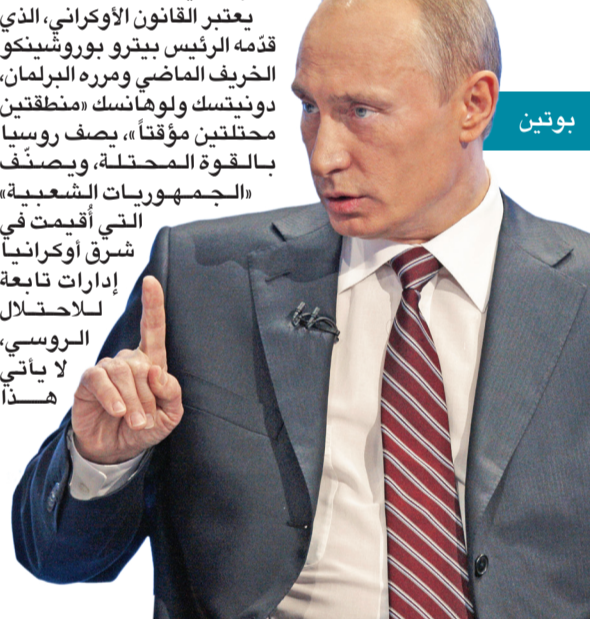 يعتبر القانون الأوكراني، الذي
قدّمه الرئيس بيترو بوروشينكو
الخريف الماضي ومرره البرلمان،
دونيتسك ولوهانسك «منطقتين
محتلتين مؤقتاً»، يصف روسيا
بالقوة المحتلة، ويصنّف
«الجمهوريات الشعبية»
التي أُقيمت في
شرق أوكرانيا
إدارات تابعة
للاحتلال
الروسي،
لا يأتي
هذا
بوتين